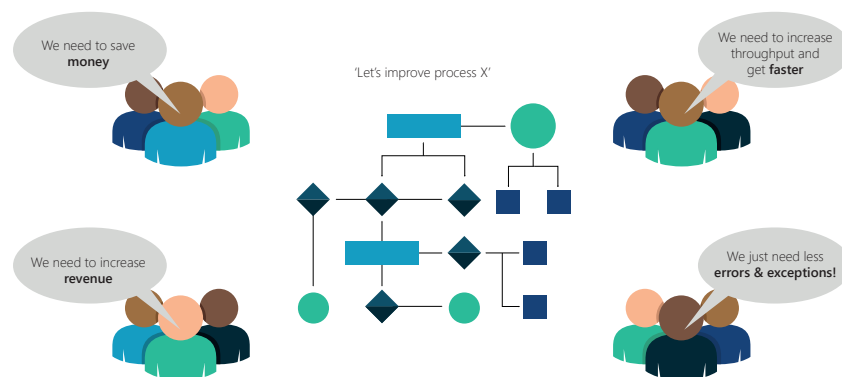 We need to save
money
'Let's improve process X'
We need to increase
throughput and
get faster
We need to increase
revenue
We just need less
errors & exceptions!